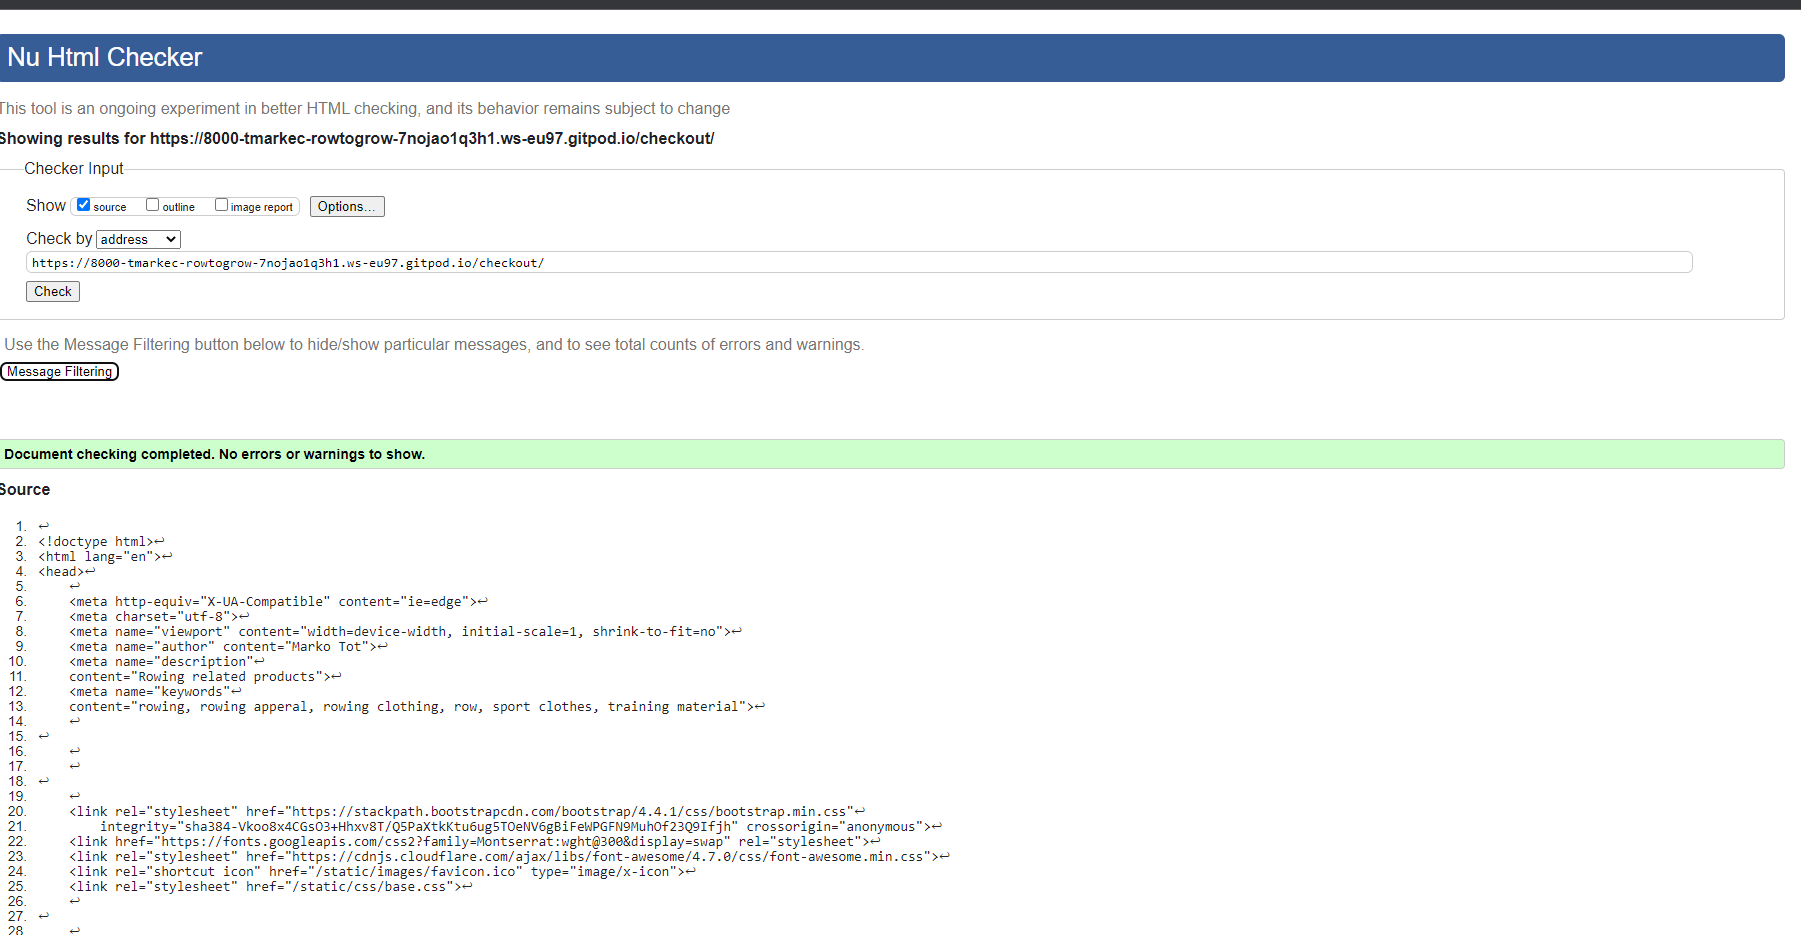 Nu Html Checker
This tool is an ongoing experiment in better HTML checking, and its behavior remains subject to change
Showing results for https://8000-tmarkec-rowtogrow-7nojao1q3h1.ws-eu97.gitpod.io/checkout/
Checker Input
Show source outline image report Options...
Check by address
https://8000-tmarkec-rowtogrow-7nojao1q3h1.ws-eu97.gitpod.io/checkout/
Check
Use the Message Filtering button below to hide/show particular messages, and to see total counts of errors and warnings.
Message Filtering
Document checking completed. No errors or warnings to show.
Source
1. ↩
2. <!doctype html>↩
3. <html lang="en">↩
4. <head>↩
5. ↩
6. <meta http-equiv="X-UA-Compatible" content="ie=edge">↩
7. <meta charset="utf-8">↩
8. <meta name="viewport" content="width=device-width, initial-scale=1, shrink-to-fit=no">↩
9. <meta name="author" content="Marko Tot">↩
10. <meta name="description"↩
11. content="Rowing related products">↩
12. <meta name="keywords"↩
13. content="rowing, rowing apperal, rowing clothing, row, sport clothes, training material">↩
14. ↩
15. ↩
16. ↩
17. ↩
18. ↩
19. ↩
20. <link rel="stylesheet" href="https://stackpath.bootstrapcdn.com/bootstrap/4.4.1/css/bootstrap.min.css"↩
21. integrity="sha384-Vkoo8x4CGsO3+Hhxv8T/Q5PaXtkKtu6ug5TOeNV6gBiFeWPGFN9MuhOf23Q9Ifjh" crossorigin="anonymous">↩
22. <link href="https://fonts.googleapis.com/css2?family=Montserrat:wght@300&display=swap" rel="stylesheet">↩
23. <link rel="stylesheet" href="https://cdnjs.cloudflare.com/ajax/libs/font-awesome/4.7.0/css/font-awesome.min.css">↩
24. <link rel="shortcut icon" href="/static/images/favicon.ico" type="image/x-icon">↩
25. <link rel="stylesheet" href="/static/css/base.css">↩
26. ↩
27. ↩
28 ↩